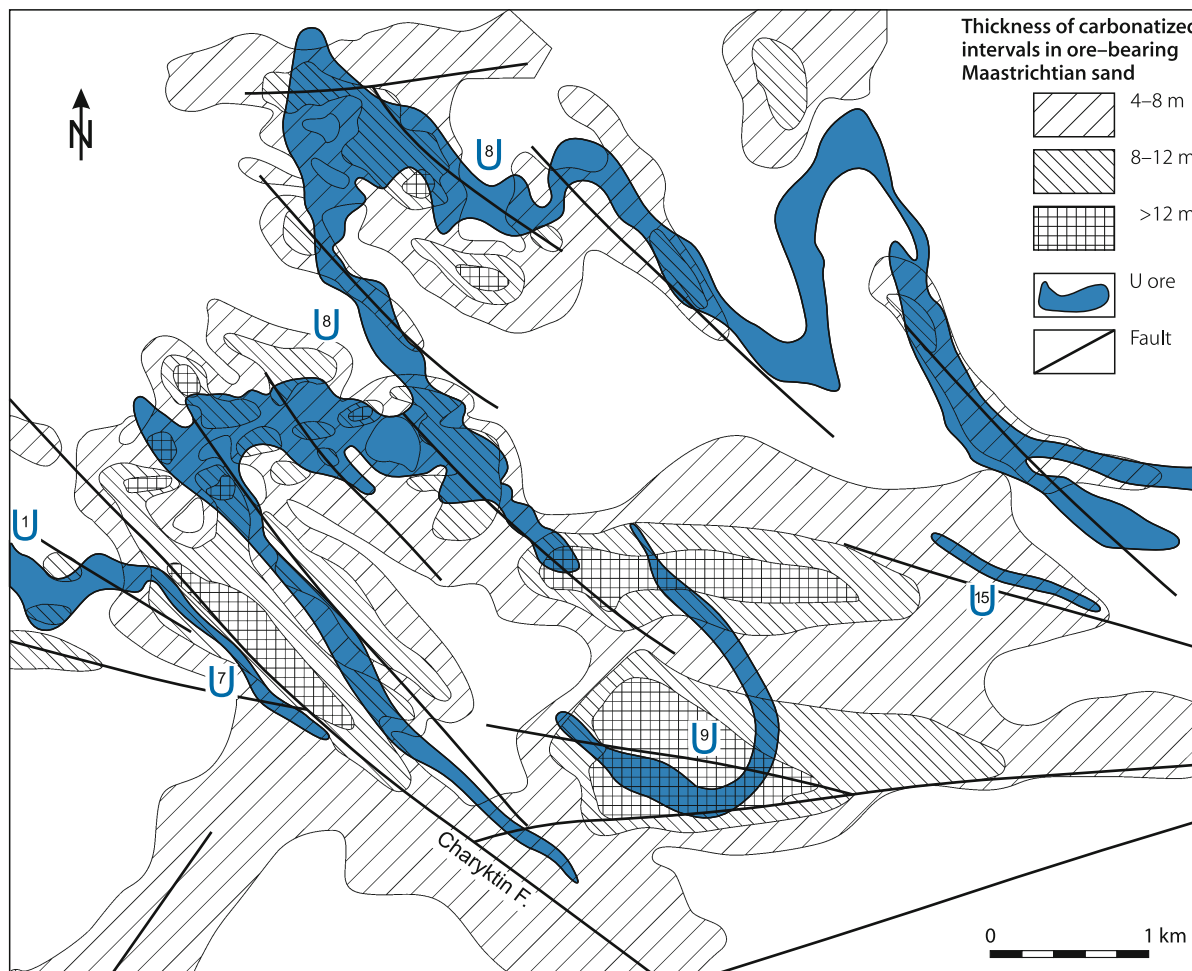 Thickness of carbonatized
intervals in ore–bearing
Maastrichtian sand
4–8 m
8–12 m
>12 m
U ore
Fault
N
U 8
U 8
U 1
U 7
U 9
U 15
Charyktin F.
0 1 km